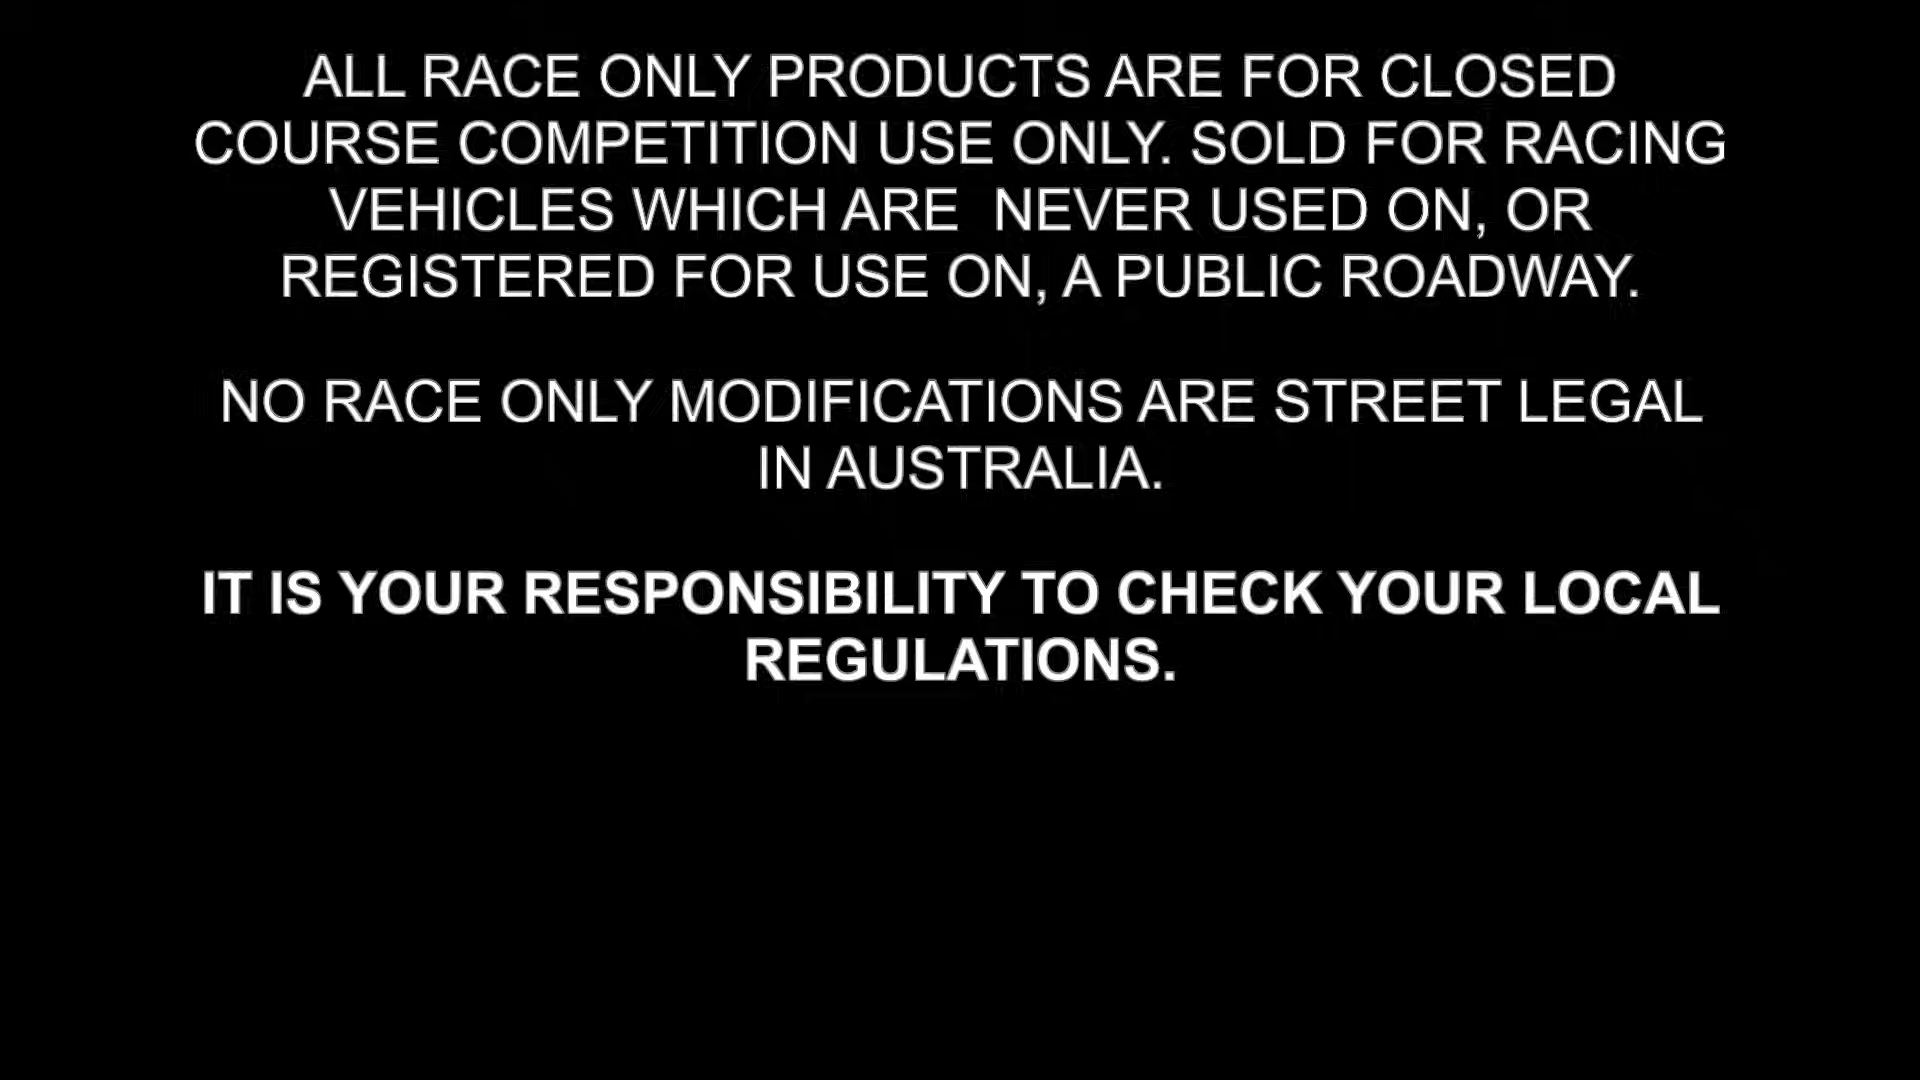 ALL RACE ONLY PRODUCTS ARE FOR CLOSED
COURSE COMPETITION USE ONLY. SOLD FOR RACING
VEHICLES WHICH ARE  NEVER USED ON, OR
REGISTERED FOR USE ON, A PUBLIC ROADWAY.
NO RACE ONLY MODIFICATIONS ARE STREET LEGAL
IN AUSTRALIA.
IT IS YOUR RESPONSIBILITY TO CHECK YOUR LOCAL
REGULATIONS.